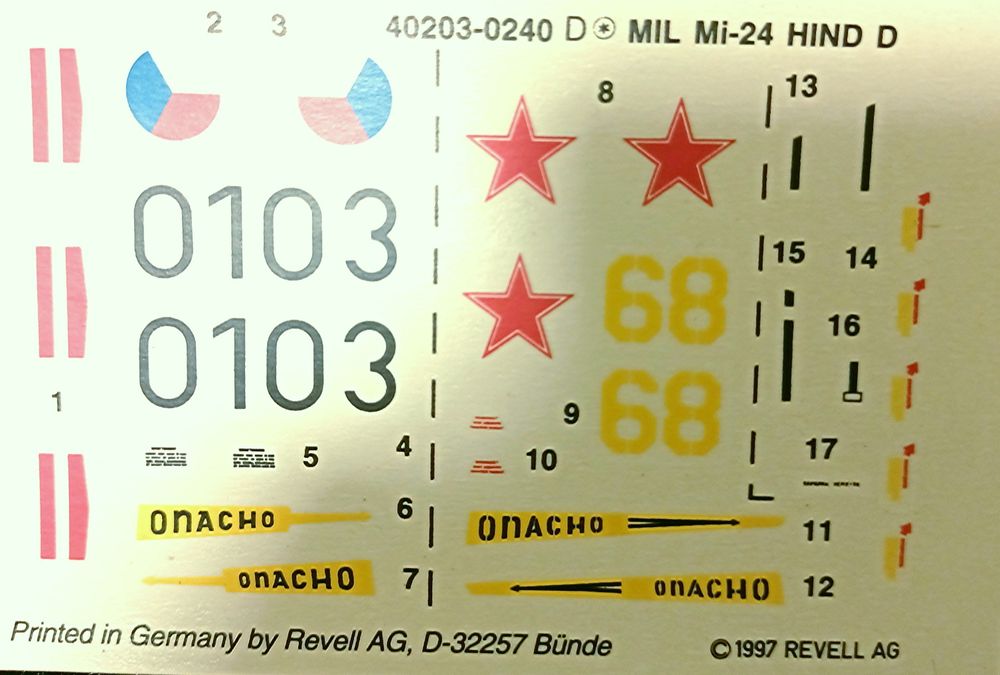 2 3 40203-0240 D MIL Mi-24 HIND D
8 13
0103
15 14
68
0103
16
1
68
9
5 4 10 17
6
ОПАСНО ОПАСНО 11
7
ОПАСНО ОПАСНО 12
Printed in Germany by Revell AG, D-32257 Bünde
©1997 REVELL AG